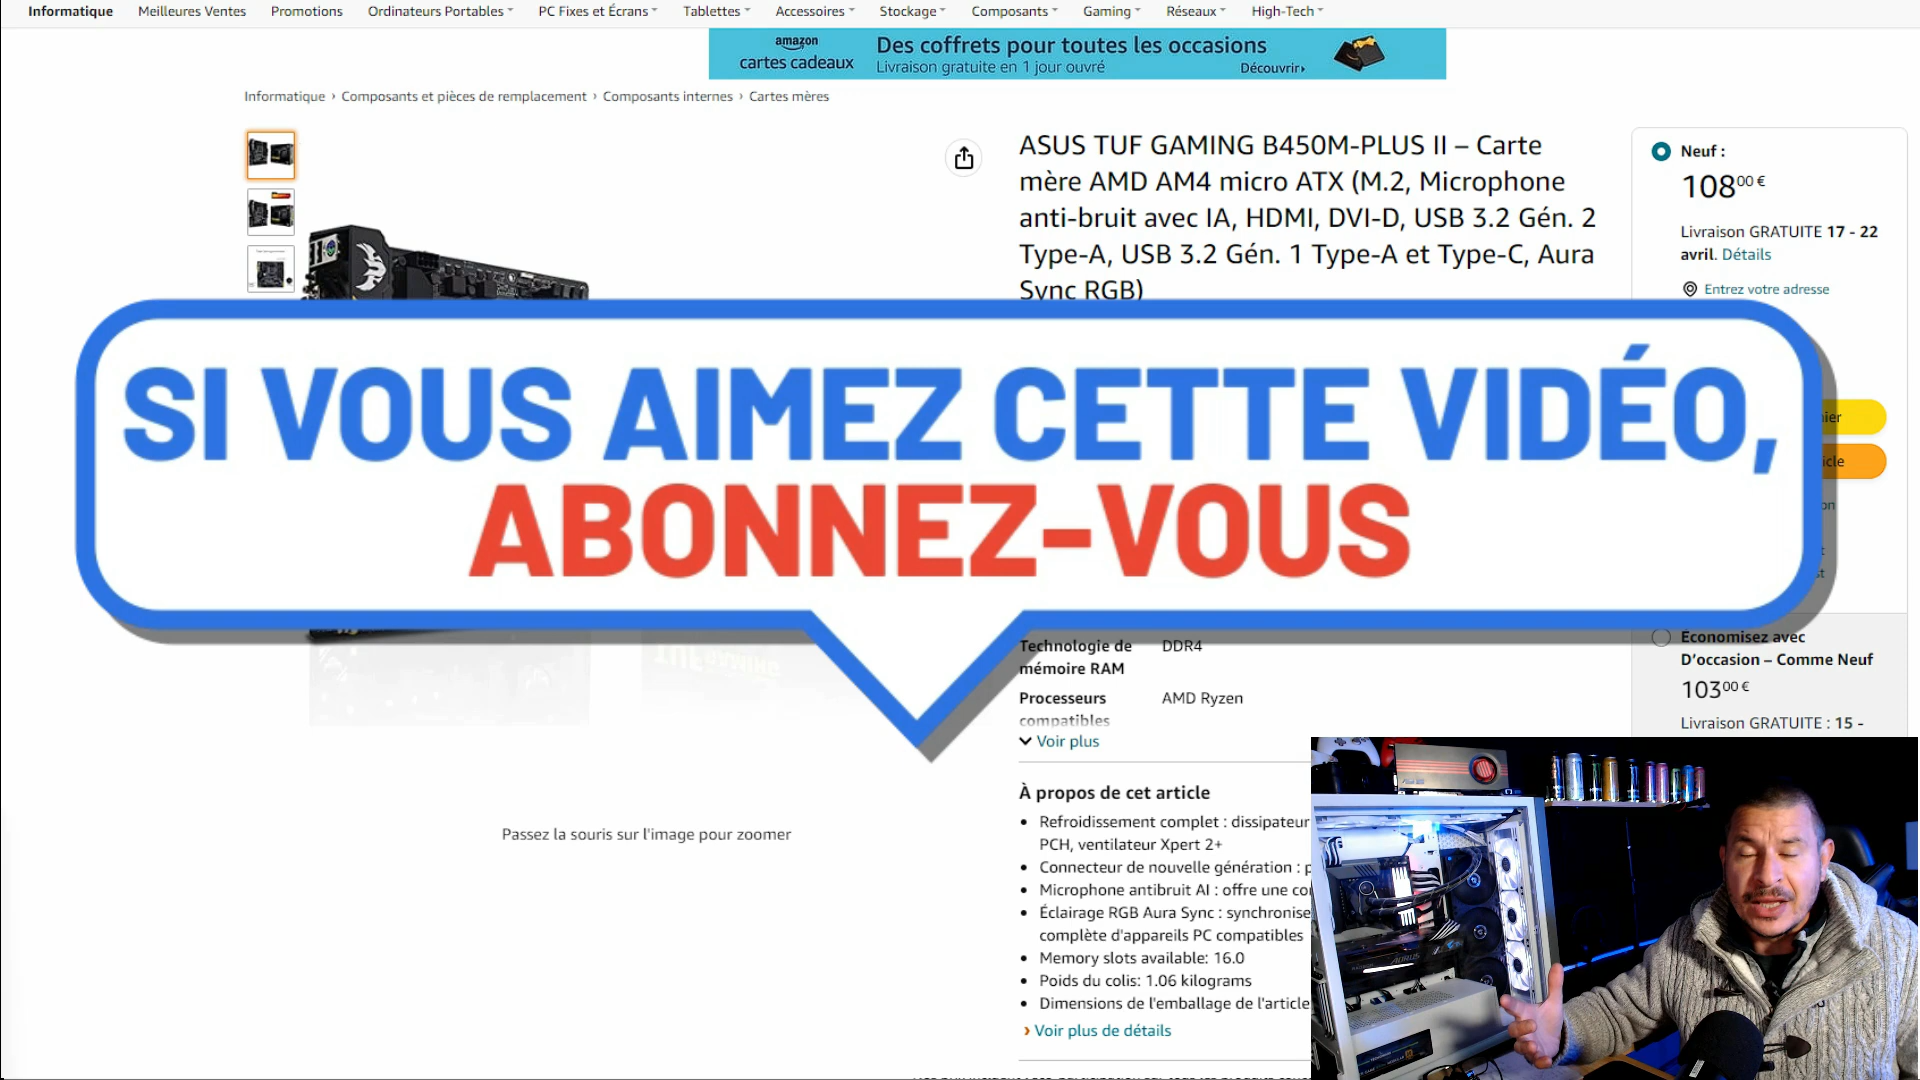 Informatique Meilleures Ventes Promotions Ordinateurs Portables PC Fixes et Écrans Tablettes Accessoires Stockage Composants Gaming Réseaux High-Tech
amazon
cartes cadeaux
Des coffrets pour toutes les occasions
Livraison gratuite en 1 jour ouvré
Découvrir
Informatique › Composants et pièces de remplacement › Composants internes › Cartes mères
ASUS TUF GAMING B450M-PLUS II – Carte
mère AMD AM4 micro ATX (M.2, Microphone
anti-bruit avec IA, HDMI, DVI-D, USB 3.2 Gén. 2
Type-A, USB 3.2 Gén. 1 Type-A et Type-C, Aura
Sync RGB)
Neuf :
108,00 €
Livraison GRATUITE 17 - 22
avril. Détails
Entrez votre adresse
SI VOUS AIMEZ CETTE VIDÉO,
ABONNEZ-VOUS
Technologie de
mémoire RAM
DDR4
Processeurs
compatibles
AMD Ryzen
Voir plus
Économisez avec
D'occasion – Comme Neuf
103,00 €
Livraison GRATUITE : 15 -
À propos de cet article
Refroidissement complet : dissipateur
PCH, ventilateur Xpert 2+
Connecteur de nouvelle génération :
Microphone antibruit AI : offre une
Éclairage RGB Aura Sync : synchronise
complète d'appareils PC compatibles
Memory slots available: 16.0
Poids du colis: 1.06 kilograms
Dimensions de l'emballage de l'article
› Voir plus de détails
Passez la souris sur l'image pour zoomer
AORUS